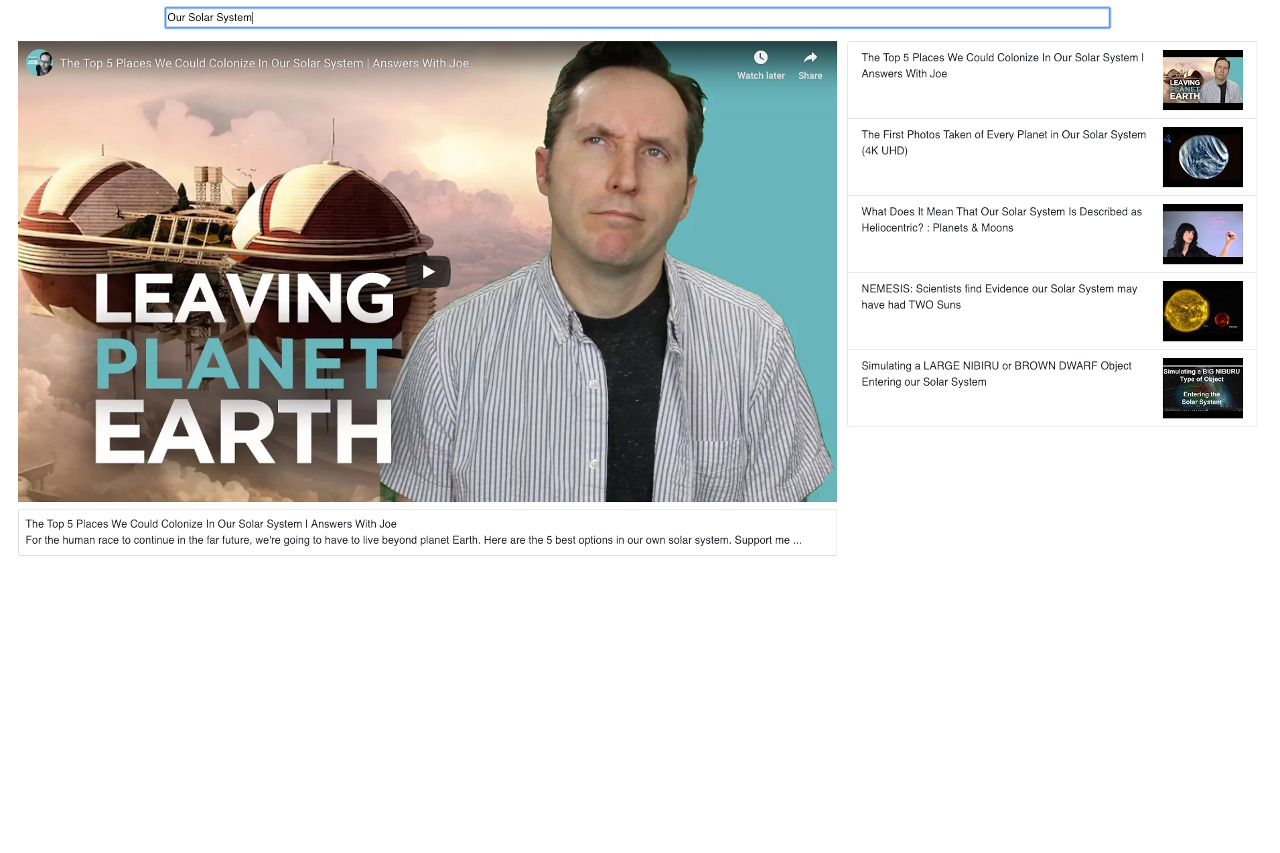 Our Solar System
The Top 5 Places We Could Colonize In Our Solar System | Answers With Joe
Watch later
Share
LEAVING
PLANET
EARTH
The Top 5 Places We Could Colonize In Our Solar System | Answers With Joe
For the human race to continue in the far future, we're going to have to live beyond planet Earth. Here are the 5 best options in our own solar system. Support me ...
The Top 5 Places We Could Colonize In Our Solar System |
Answers With Joe
LEAVING
PLANET
EARTH
The First Photos Taken of Every Planet in Our Solar System
(4K UHD)
What Does It Mean That Our Solar System Is Described as
Heliocentric? : Planets & Moons
NEMESIS: Scientists find Evidence our Solar System may
have had TWO Suns
Simulating a LARGE NIBIRU or BROWN DWARF Object
Entering our Solar System
Simulating a BIG NIBURU
Type of Object
Entering the
Solar System